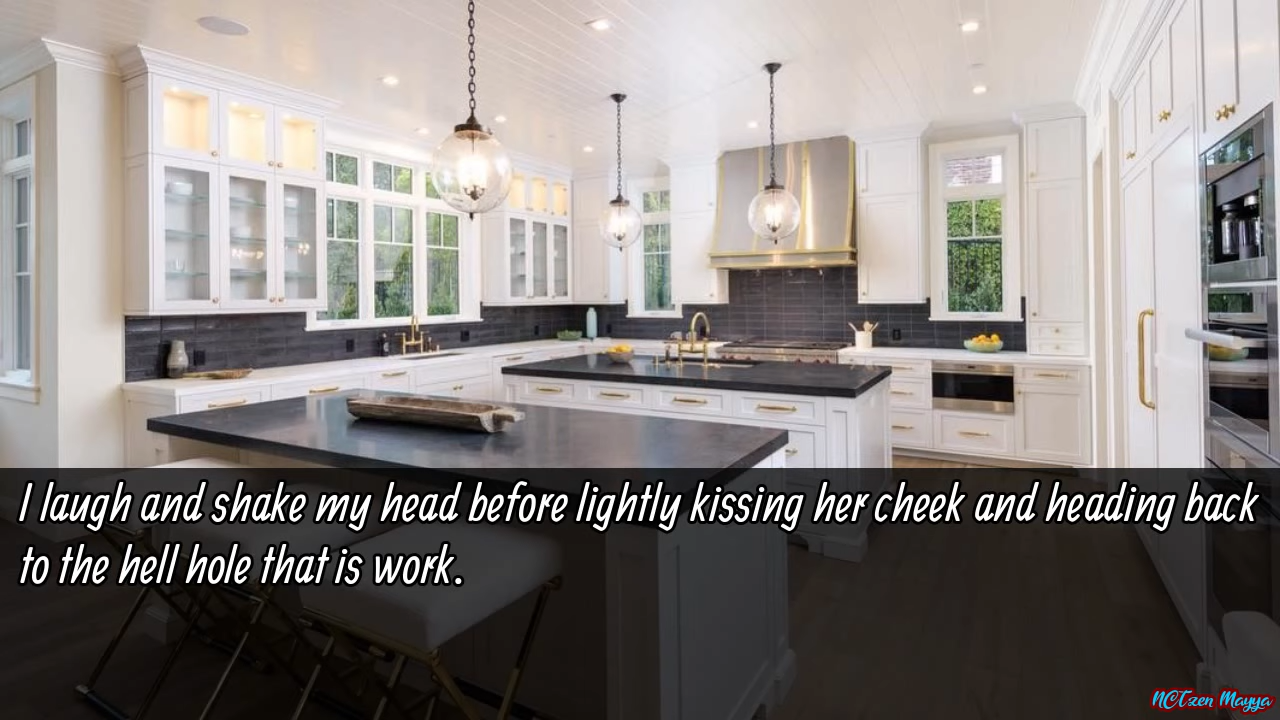 I laugh and shake my head before lightly kissing her cheek and heading back
to the hell hole that is work.
NCTzen Mayya